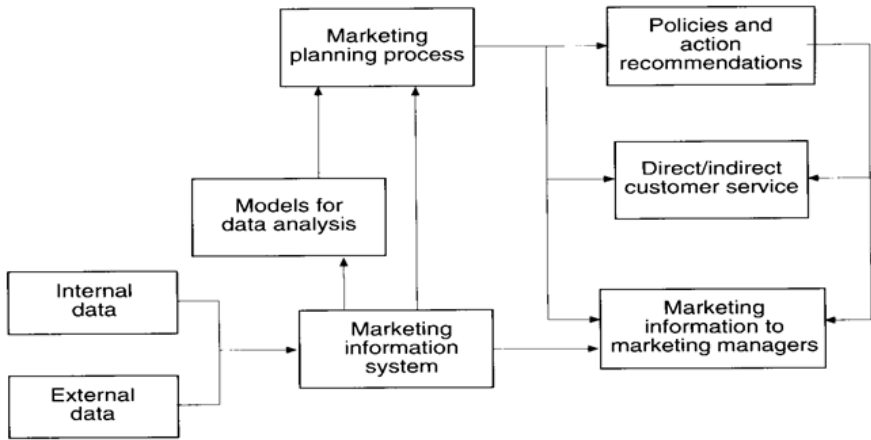 Marketing
planning process
Policies and
action
recommendations
Direct/indirect
customer service
Models for
data analysis
Internal
data
Marketing
information
system
Marketing
information to
marketing managers
External
data